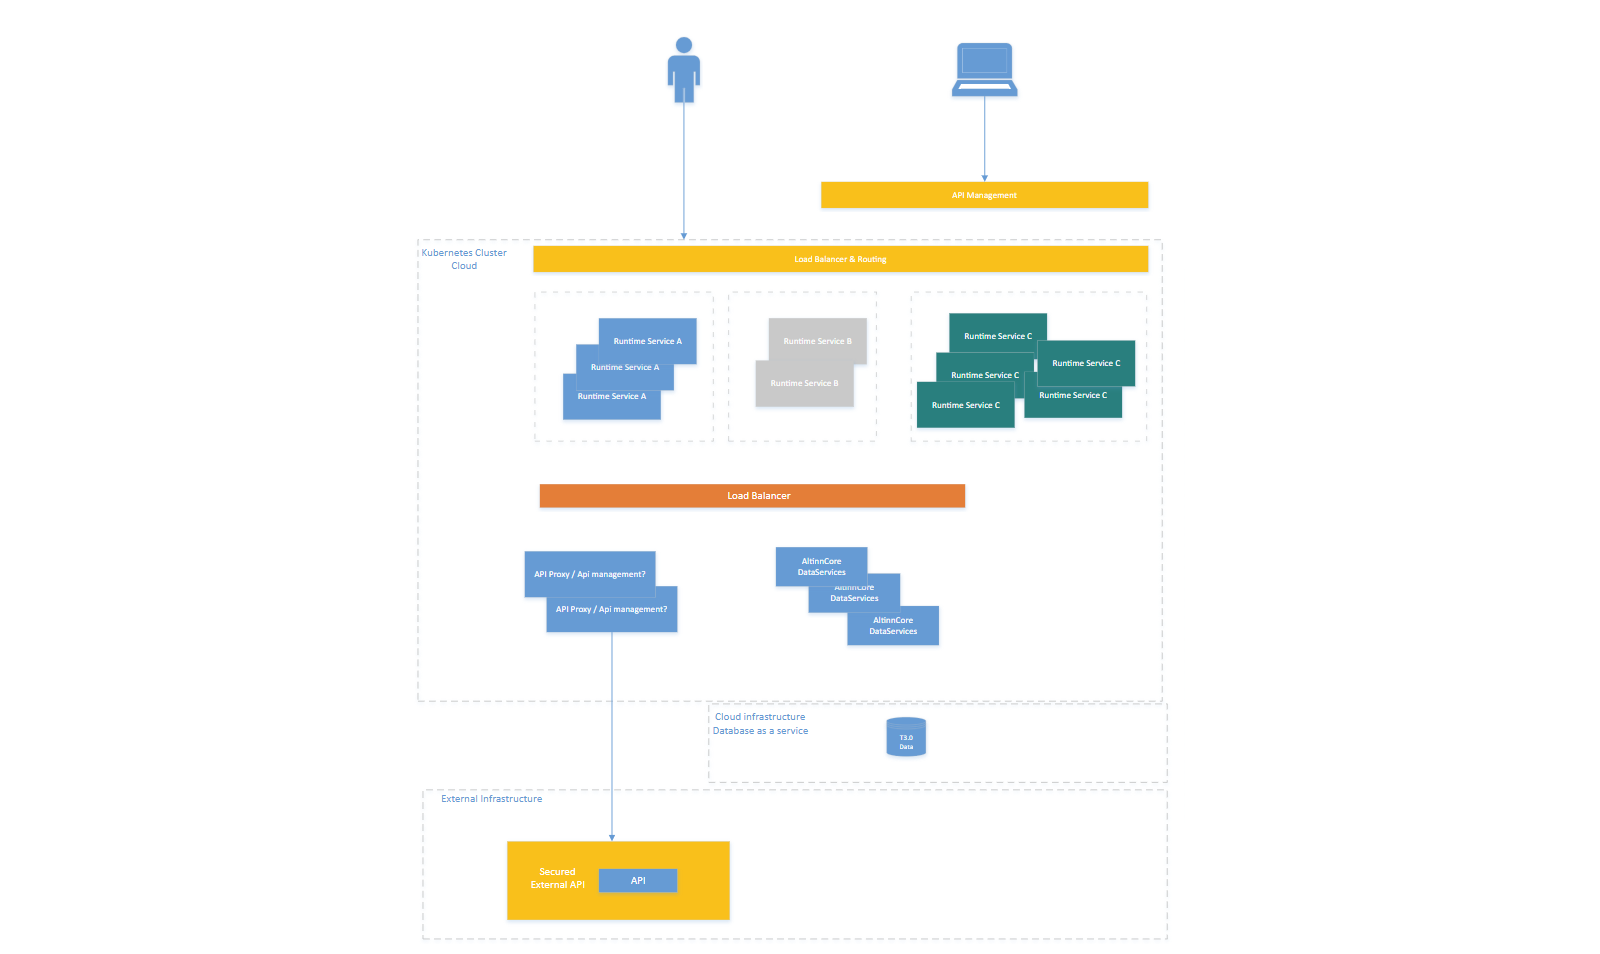 API Management
Kubernetes Cluster
Cloud
Load Balancer & Routing
Runtime Service A
Runtime Service A
Runtime Service A
Runtime Service B
Runtime Service B
Runtime Service C
Runtime Service C
Runtime Service C
Runtime Service C
Runtime Service C
Load Balancer
API Proxy / Api management?
API Proxy / Api management?
AltinnCore
DataServices
AltinnCore
DataServices
AltinnCore
DataServices
Cloud infrastructure
Database as a service
T3.0
Data
External Infrastructure
Secured
External API
API